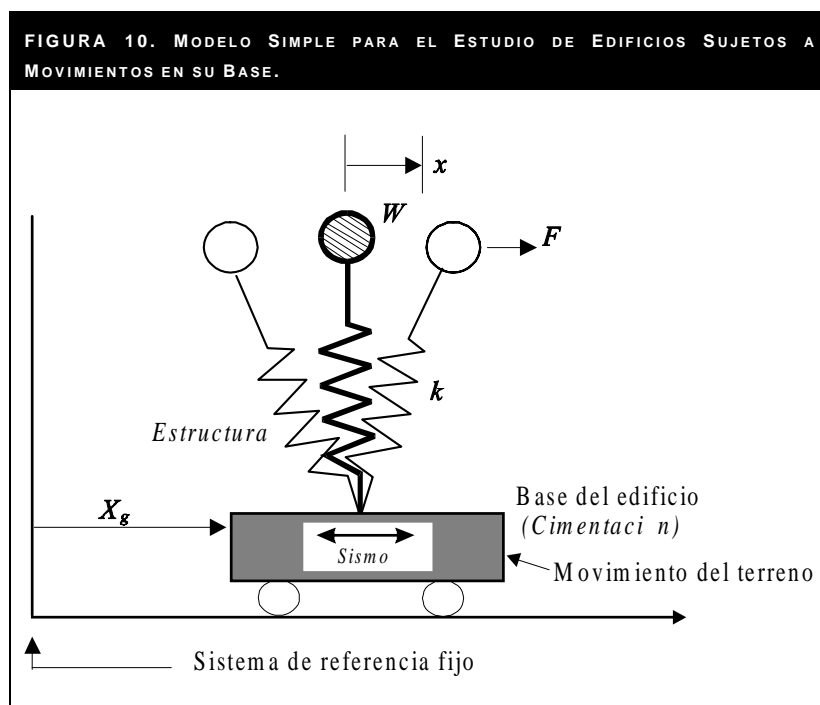 FIGURA 10. MODELO SIMPLE PARA EL ESTUDIO DE EDIFICIOS SUJETOS A
MOVIMIENTOS EN SU BASE.
x
W
F
k
Estructura
X_g
Base del edificio
(Cimentaci n)
Sismo
Movimiento del terreno
Sistema de referencia fijo